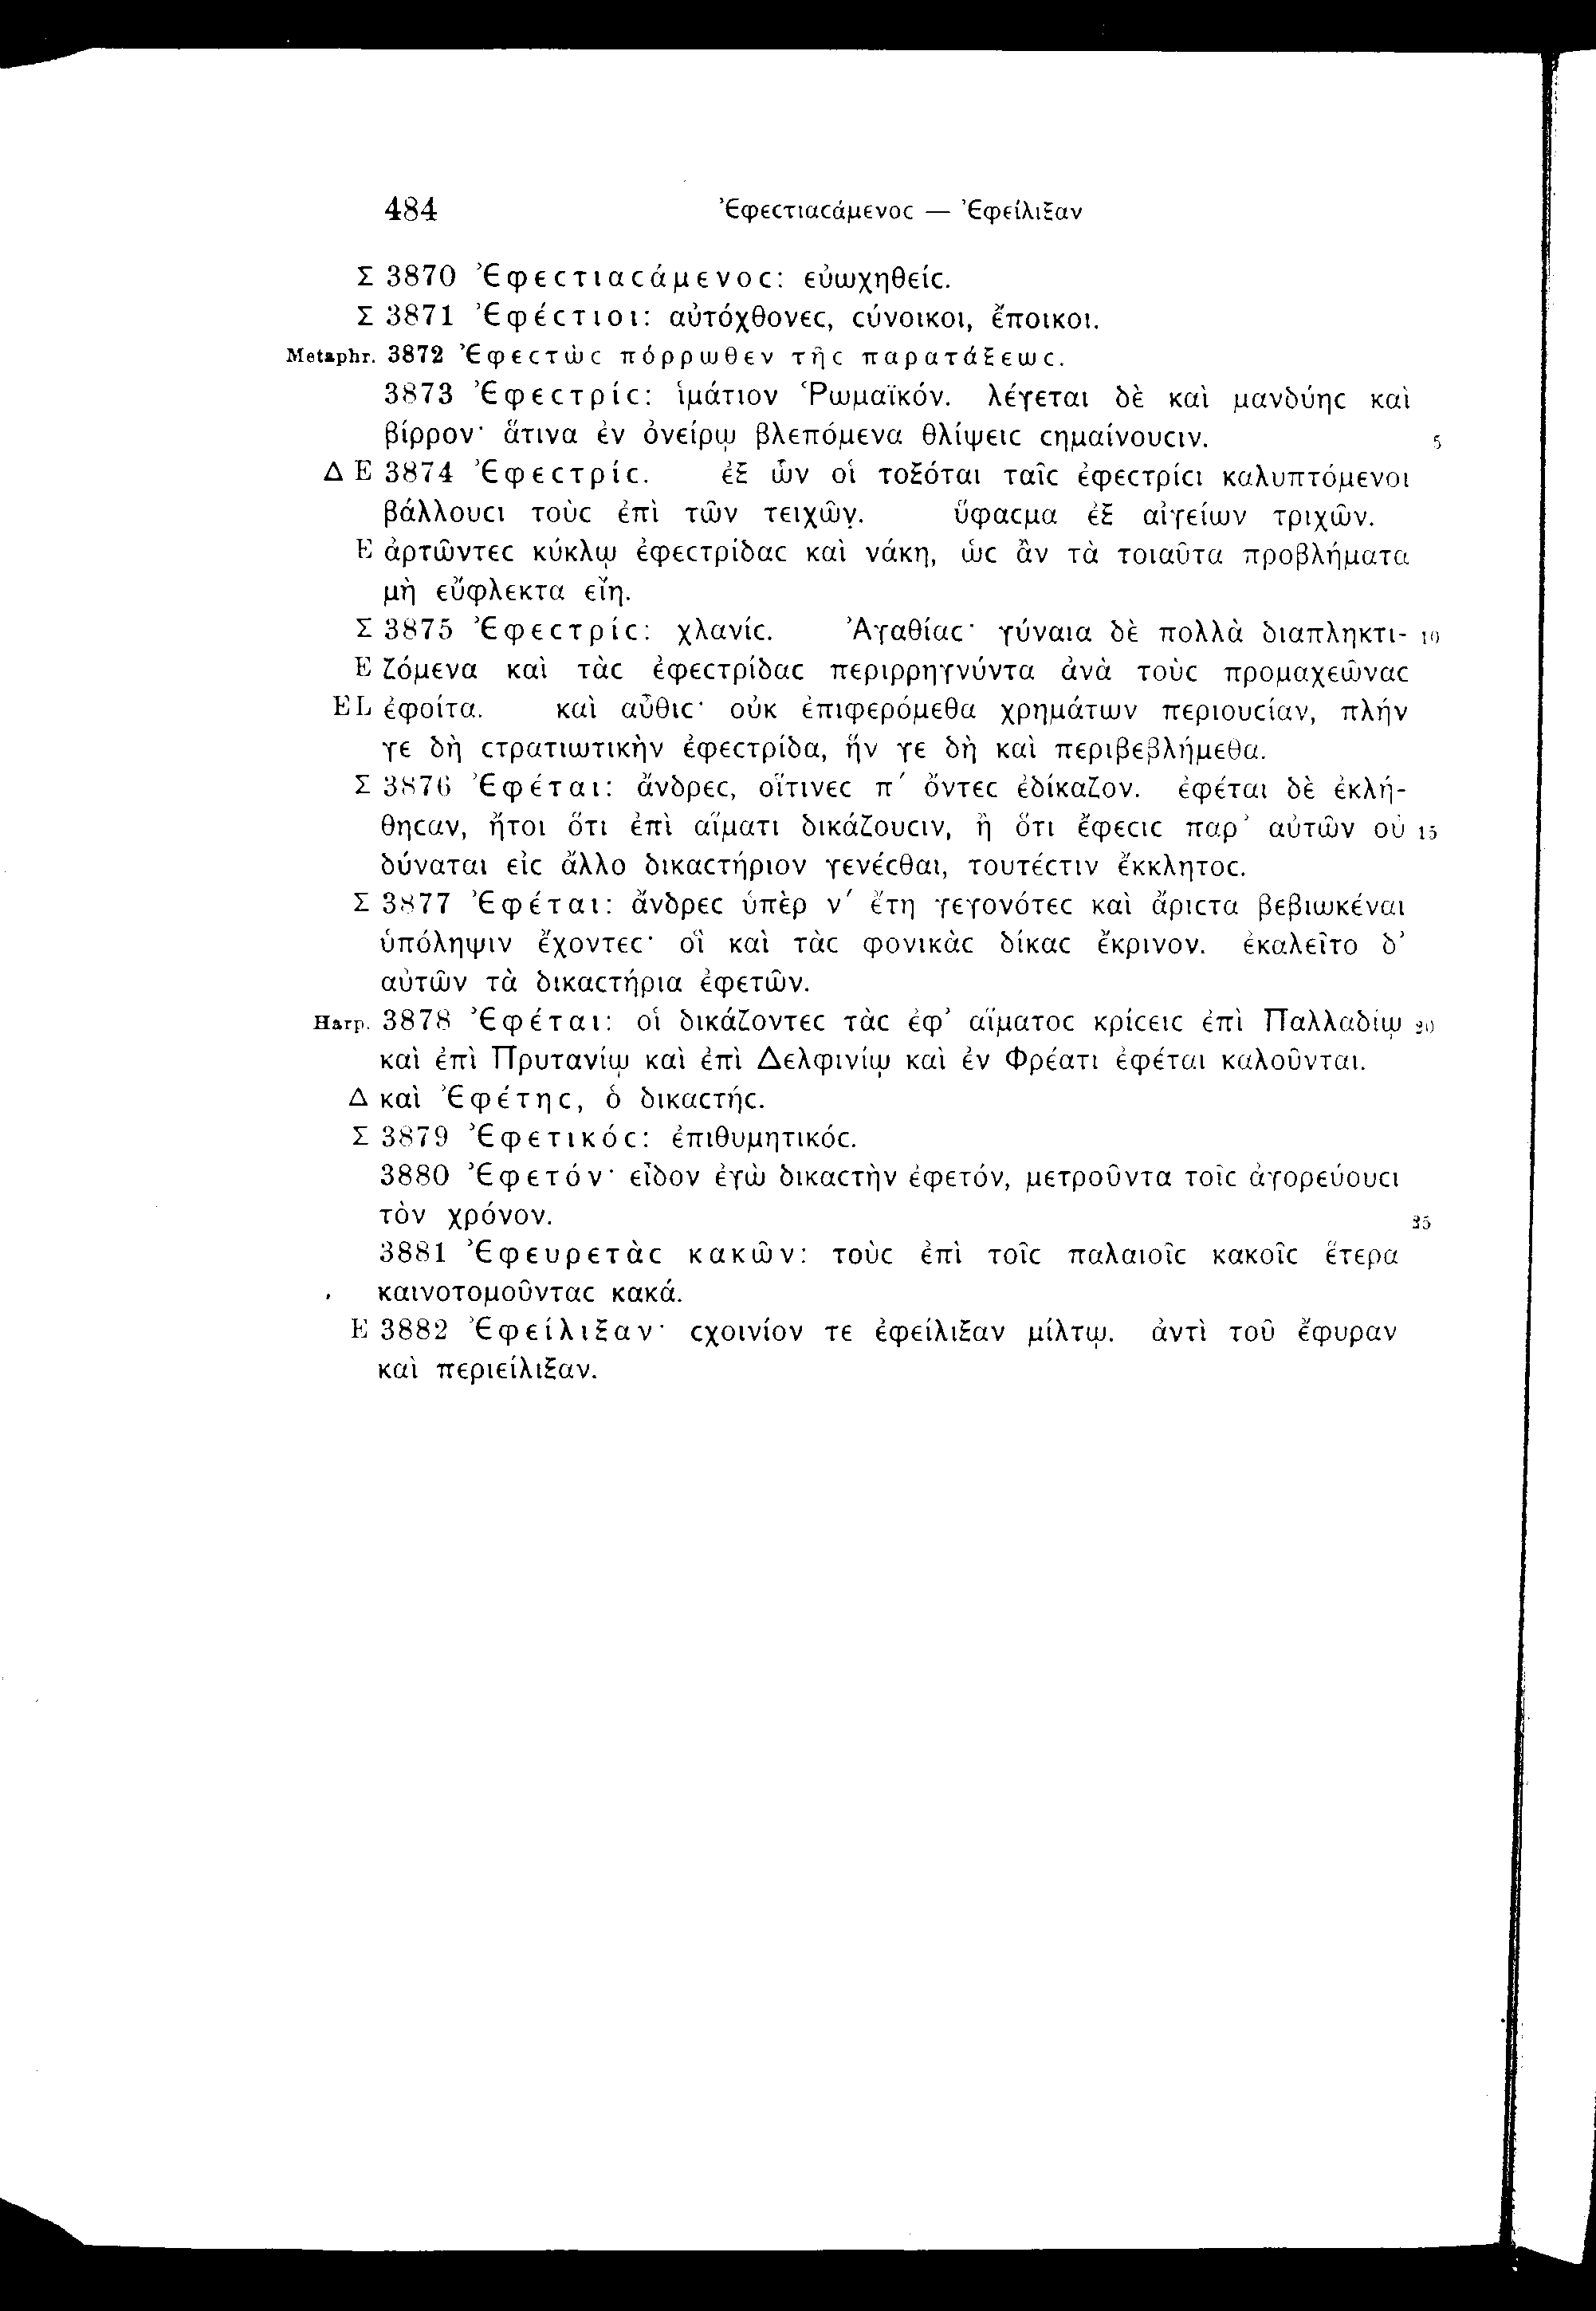 484 Ἐφεϲτιαϲάμενοϲ — Ἐφείλιξαν
Σ 3870 Ἐφεϲτιαϲάμενοϲ: εὐωχηθείϲ.
Σ 3871 Ἐφέϲτιοι: αὐτόχθονεϲ, ϲύνοικοι, ἔποικοι.
Metaphr. 3872 Ἐφεϲτὼϲ πόρρωθεν τῆϲ παρατάξεωϲ.
3873 Ἐφεϲτρίϲ: ἱμάτιον Ῥωμαϊκόν. λέγεται δὲ καὶ μανδύηϲ καὶ
βίρρον· ἅτινα ἐν ὀνείρῳ βλεπόμενα θλίψειϲ ϲημαίνουϲιν. 5
Δ E 3874 Ἐφεϲτρίϲ. ἐξ ὧν οἱ τοξόται ταῖϲ ἐφεϲτρίϲι καλυπτόμενοι
βάλλουϲι τοὺϲ ἐπὶ τῶν τειχῶν. ὕφαϲμα ἐξ αἰγείων τριχῶν.
E ἀρτῶντεϲ κύκλῳ ἐφεϲτρίδαϲ καὶ νάκη, ὡϲ ἂν τὰ τοιαῦτα προβλήματα
μὴ εὔφλεκτα εἴη.
Σ 3875 Ἐφεϲτρίϲ: χλανίϲ. Ἀγαθίαϲ· γύναια δὲ πολλὰ διαπληκτι- 10
E ζόμενα καὶ τὰϲ ἐφεϲτρίδαϲ περιρρηγνύντα ἀνὰ τοὺϲ προμαχεῶναϲ
EL ἐφοίτα. καὶ αὖθιϲ· οὐκ ἐπιφερόμεθα χρημάτων περιουϲίαν, πλήν
γε δὴ ϲτρατιωτικὴν ἐφεϲτρίδα, ἥν γε δὴ καὶ περιβεβλήμεθα.
Σ 3876 Ἐφέται: ἄνδρεϲ, οἵτινεϲ π΄ ὄντεϲ ἐδίκαζον. ἐφέται δὲ ἐκλή-
θηϲαν, ἤτοι ὅτι ἐπὶ αἵματι δικάζουϲιν, ἢ ὅτι ἔφεϲιϲ παρ’ αὐτῶν οὐ 15
δύναται εἰϲ ἄλλο δικαϲτήριον γενέϲθαι, τουτέϲτιν ἔκκλητοϲ.
Σ 3877 Ἐφέται: ἄνδρεϲ ὑπὲρ ν΄ ἔτη γεγονότεϲ καὶ ἄριϲτα βεβιωκέναι
ὑπόληψιν ἔχοντεϲ· οἳ καὶ τὰϲ φονικὰϲ δίκαϲ ἔκρινον. ἐκαλεῖτο δ’
αὐτῶν τὰ δικαϲτήρια ἐφετῶν.
Harp. 3878 Ἐφέται: οἱ δικάζοντεϲ τὰϲ ἐφ’ αἵματοϲ κρίϲειϲ ἐπὶ Παλλαδίῳ 20
καὶ ἐπὶ Πρυτανίῳ καὶ ἐπὶ Δελφινίῳ καὶ ἐν Φρέατι ἐφέται καλοῦνται.
Δ καὶ Ἐφέτηϲ, ὁ δικαϲτήϲ.
Σ 3879 Ἐφετικόϲ: ἐπιθυμητικόϲ.
3880 Ἐφετόν· εἶδον ἐγὼ δικαϲτὴν ἐφετόν, μετροῦντα τοῖϲ ἀγορεύουϲι
τὸν χρόνον. 25
3881 Ἐφευρετὰϲ κακῶν: τοὺϲ ἐπὶ τοῖϲ παλαιοῖϲ κακοῖϲ ἕτερα
καινοτομοῦνταϲ κακά.
E 3882 Ἐφείλιξαν· ϲχοινίον τε ἐφείλιξαν μίλτῳ. ἀντὶ τοῦ ἔφυραν
καὶ περιείλιξαν.